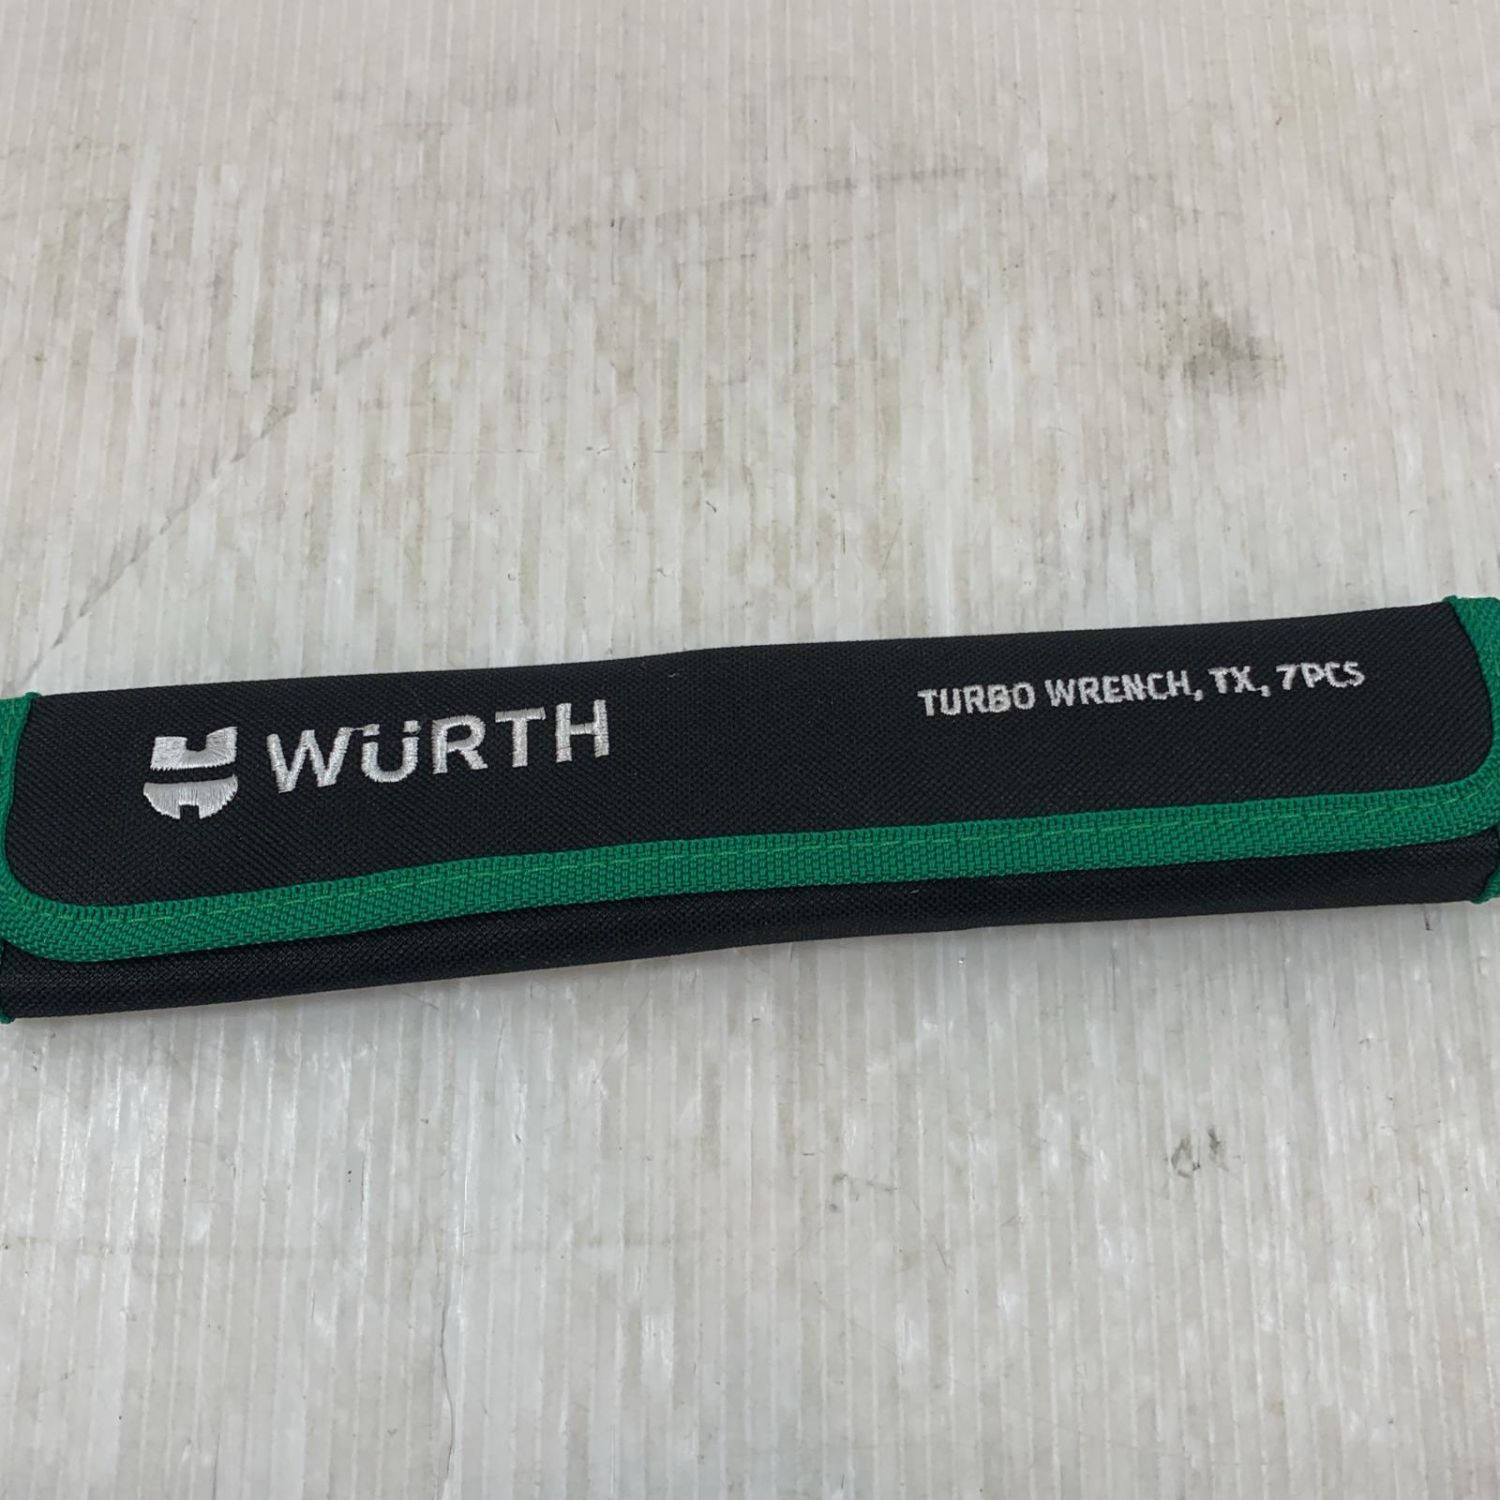 WÜRTH
TURBO WRENCH, TX, 7PCS